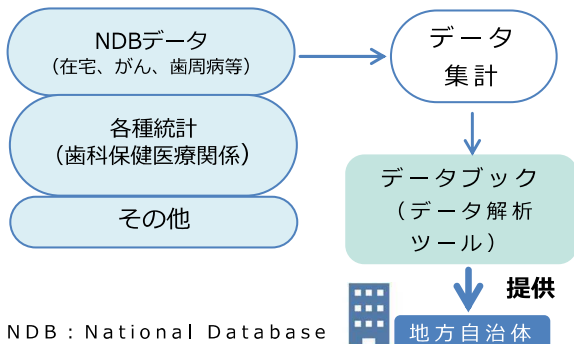 NDBデータ
（在宅、がん、歯周病等）
各種統計
（歯科保健医療関係）
その他
データ
集計
データブック
（データ解析
ツール）
提供
地方自治体
NDB：National Database